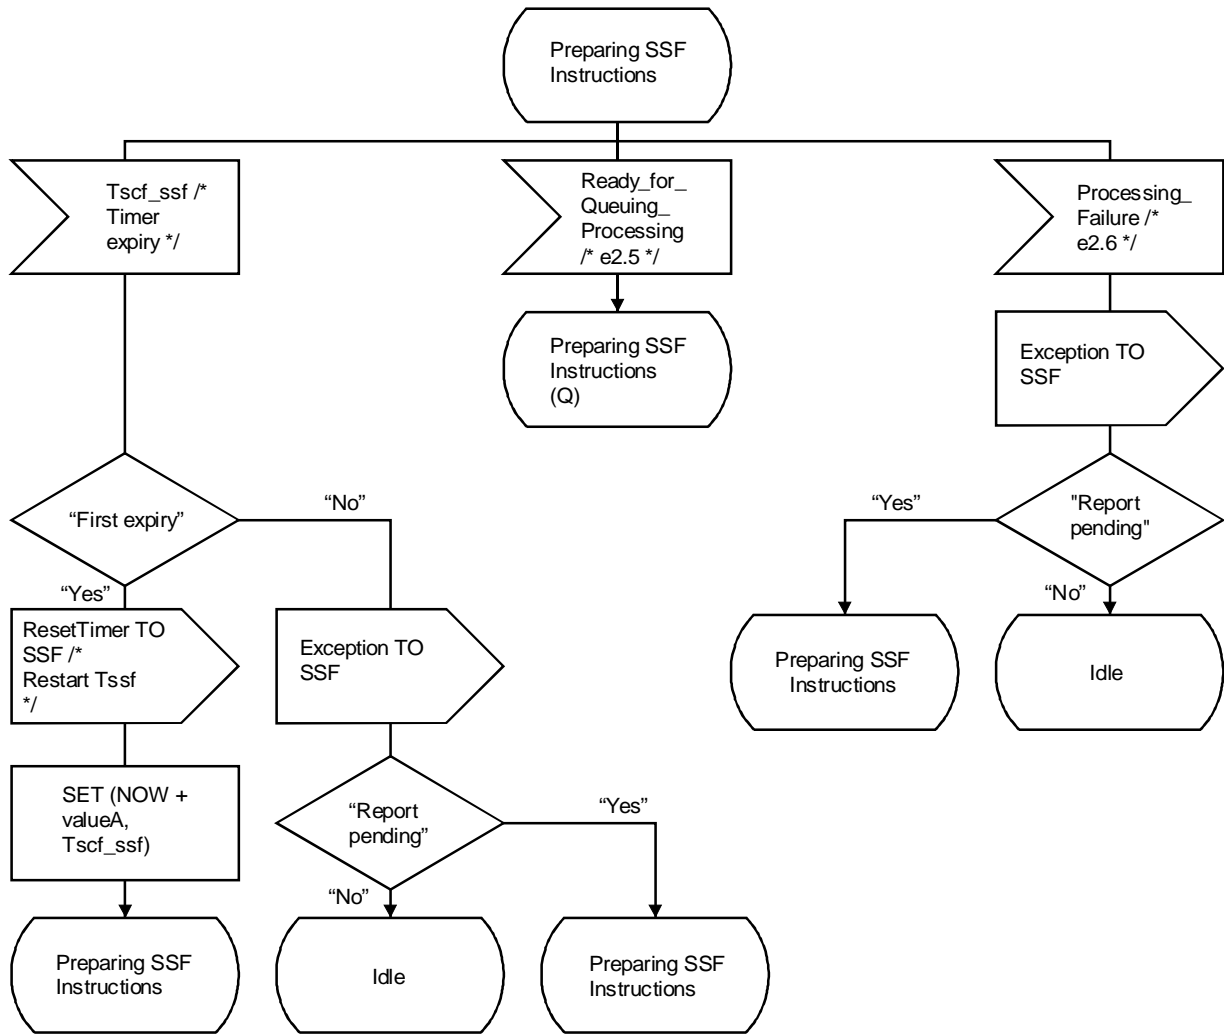 Preparing SSF
Instructions
Tscf_ssf /*
Timer
expiry */
Ready_for_
Queuing_
Processing
/* e2.5 */
Processing_
Failure /*
e2.6 */
Preparing SSF
Instructions
(Q)
Exception TO
SSF
“First expiry”
“No”
“Yes”
"Report
pending"
“Yes”
“No”
ResetTimer TO
SSF /*
Restart Tssf
*/
Exception TO
SSF
Preparing SSF
Instructions
Idle
SET (NOW +
valueA,
Tscf_ssf)
“Report
pending”
“Yes”
“No”
Preparing SSF
Instructions
Idle
Preparing SSF
Instructions